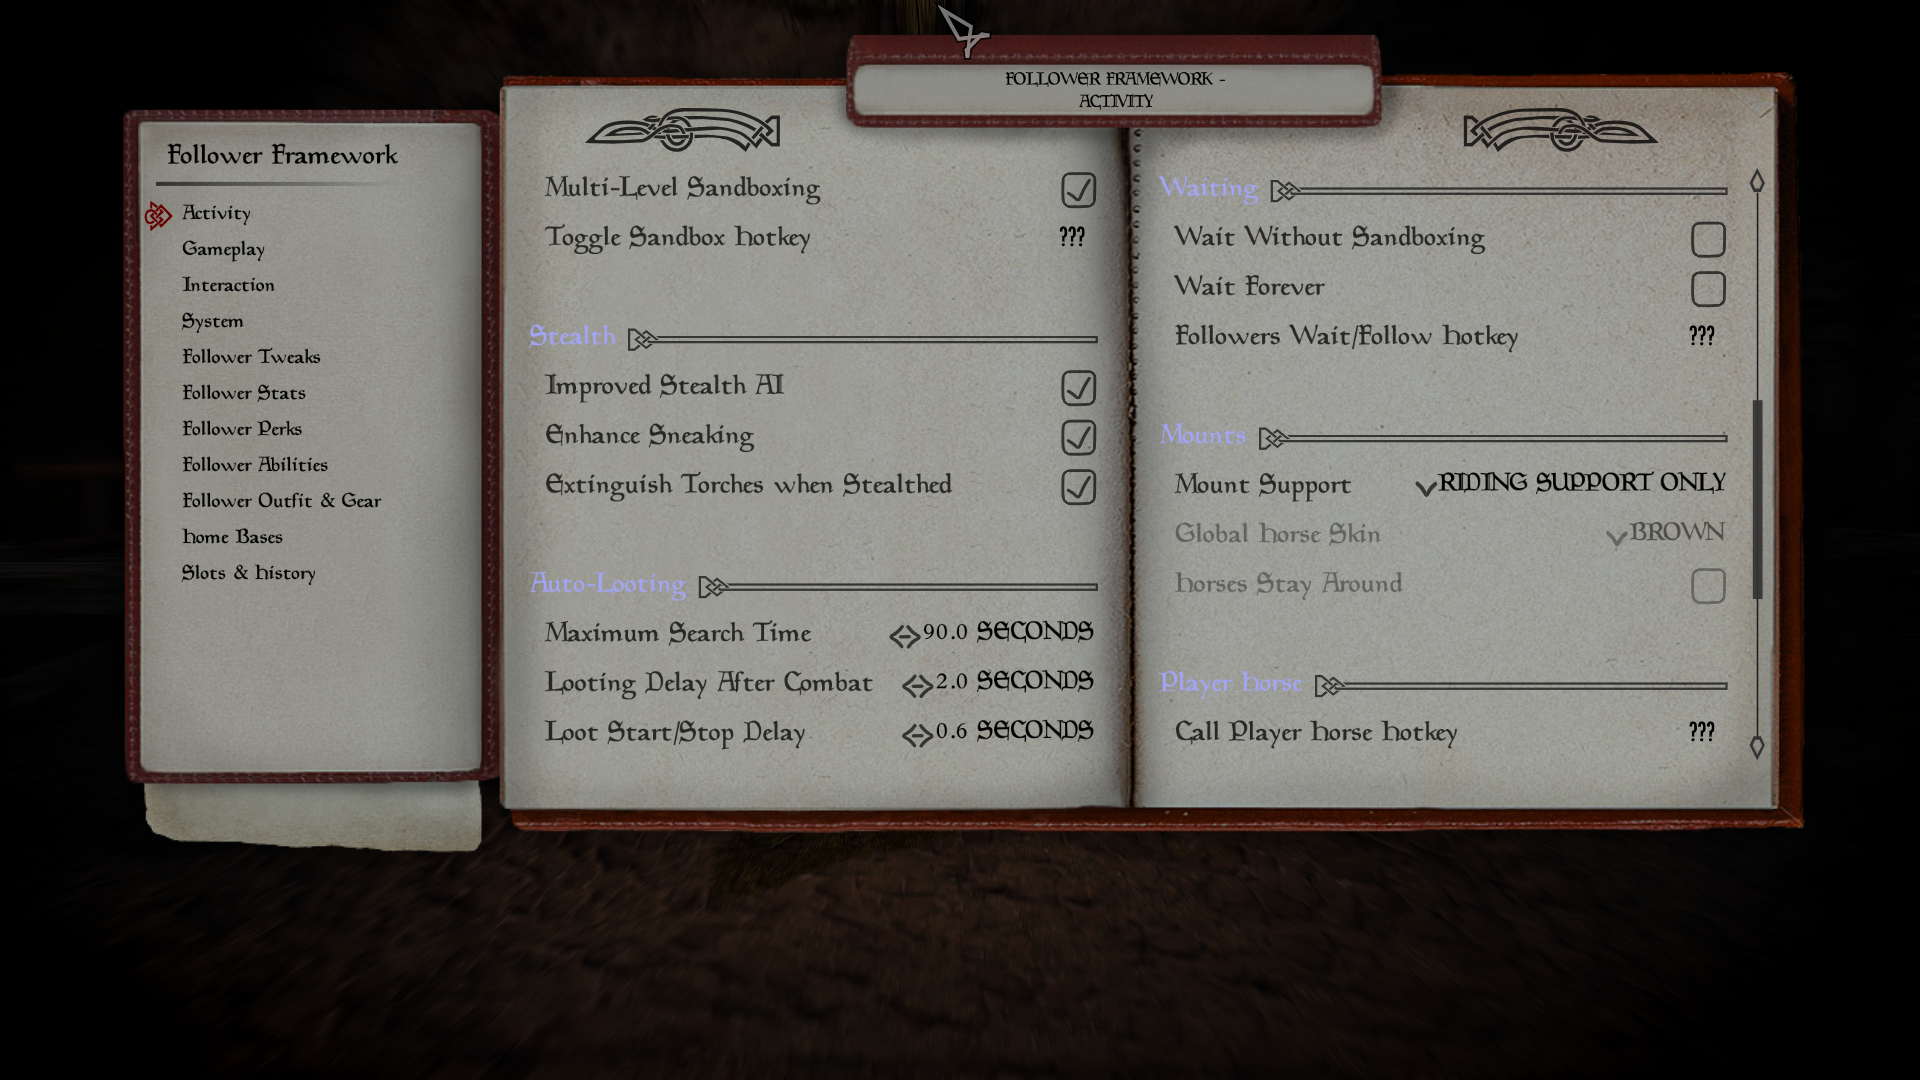 FOLLOWER FRAMEWORK -
ACTIVITY
Follower Framework
Activity
Gameplay
Interaction
System
Follower Tweaks
Follower Stats
Follower Perks
Follower Abilities
Follower Outfit & Gear
Home Bases
Slots & History
Multi-Level Sandboxing
Toggle Sandbox Hotkey ???
Stealth
Improved Stealth AI
Enhance Sneaking
Extinguish Torches when Stealthed
Auto-Looting
Maximum Search Time 90.0 SECONDS
Looting Delay After Combat 2.0 SECONDS
Loot Start/Stop Delay 0.6 SECONDS
Waiting
Wait Without Sandboxing
Wait Forever
Followers Wait/Follow Hotkey ???
Mounts
Mount Support RIDING SUPPORT ONLY
Global Horse Skin BROWN
Horses Stay Around
Player Horse
Call Player Horse Hotkey ???